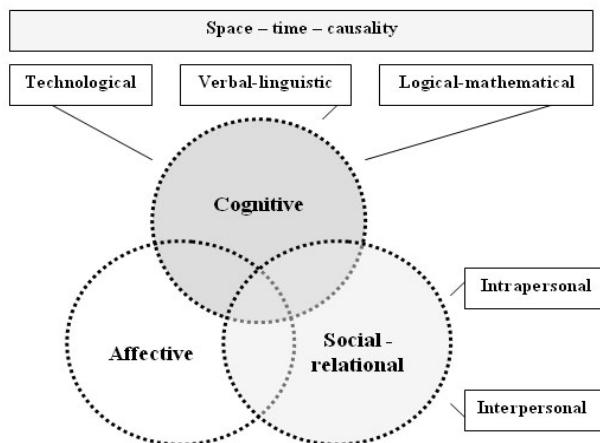 Space – time – causality
Technological
Verbal-linguistic
Logical-mathematical
Cognitive
Intrapersonal
Affective
Social -
relational
Interpersonal